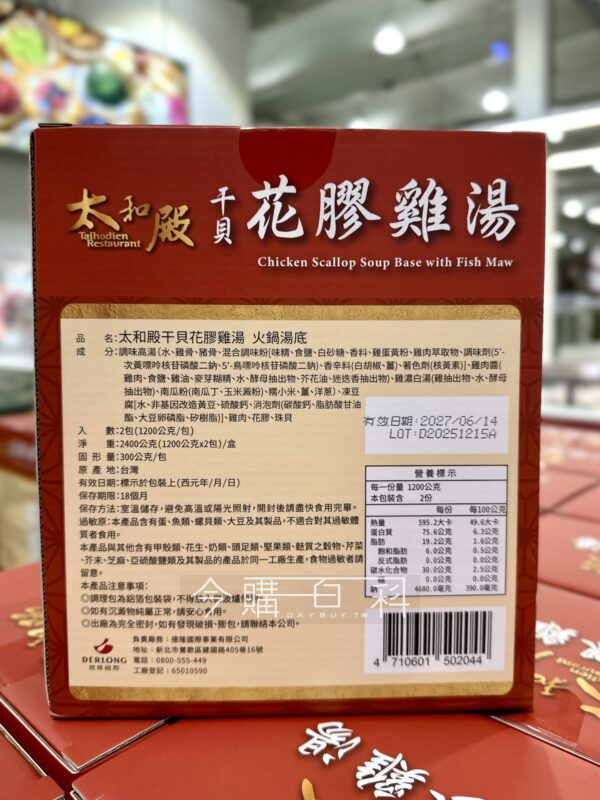 太和殿
Taihodien
Restaurant
干貝
花膠雞湯
Chicken Scallop Soup Base with Fish Maw
品名:太和殿干貝花膠雞湯 火鍋湯底
成分:調味高湯[水、雞骨、豬骨、混合調味粉[味精、食鹽、白砂糖、香料、雞蛋黃粉、雞肉萃取物、調味劑(5'-
次黃嘌呤核苷磷酸二鈉、5'-鳥嘌呤核苷磷酸二鈉)、香辛料(白胡椒、薑)、著色劑(核黃素)]、雞肉醬(
雞肉、食鹽、雞油、麥芽糊精、水、酵母抽出物、芥花油、迷迭香抽出物)、雞濃白湯(雞抽出物、水、酵母
抽出物)、南瓜粉(南瓜丁、玉米澱粉)、糯小米、薑、洋蔥]、凍豆
腐[水、非基因改造黃豆、硫酸鈣、消泡劑(碳酸鈣、脂肪酸甘油
酯、大豆卵磷脂、矽樹脂)]、雞肉、花膠、珠貝
入數:2包(1200公克/包)
淨重:2400公克(1200公克x2包)/盒
固形量:300公克/包
原產地:台灣
有效日期:標示於包裝上(西元年/月/日)
保存期限:18個月
保存方法:室溫儲存,避免高溫或陽光照射,開封後請盡快食用完畢。
過敏原:本產品含有蛋、魚類、螺貝類、大豆及其製品,不適合對其過敏體
質者食用。
本產品與其他含有甲殼類、花生、奶類、頭足類、堅果類、麩質之穀物、芹菜
、芥末、芝麻、亞硫酸鹽類及其製品的產品於同一工廠生產,食物過敏者請
留意。
本產品注意事項:
◎調理包為鋁箔包裝袋,不得放入微波爐使用。
◎如有沉澱物純屬正常,請安心食用。
◎出廠為完全密封,如有發現破損、膨包,請聯絡本公司。
有效日期:2027/06/14
LOT:D20251215A
營養標示
每一份量 1200公克
本包裝含 2份
每份 每100公克
熱量 595.2大卡 49.6大卡
蛋白質 75.6公克 6.3公克
脂肪 19.2公克 1.6公克
飽和脂肪 6.0公克 0.5公克
反式脂肪 0.0公克 0.0公克
碳水化合物 30.0公克 2.5公克
糖 0.0公克 0.0公克
鈉 4680.0毫克 390.0毫克
今購百科
TODAYBUY.TW
DERLONG
德隆國際
負責廠商:德隆國際事業有限公司
地址:新北市鶯歌區建國路405巷16號
電話:0800-555-449
工廠登記:65010590
4 710601 502044